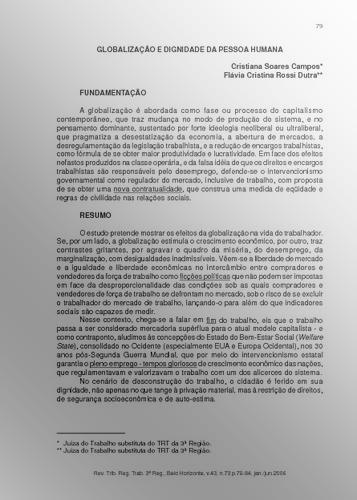 79
GLOBALIZAÇÃO E DIGNIDADE DA PESSOA HUMANA
Cristiana Soares Campos*
Flávia Cristina Rossi Dutra**
FUNDAMENTAÇÃO
A globalização é abordada como fase ou processo do capitalismo
contemporâneo, que traz mudança no modo de produção do sistema, e no
pensamento dominante, sustentado por forte ideologia neoliberal ou ultraliberal,
que pragmatiza a desestatização da economia, a abertura de mercados, a
desregulamentação da legislação trabalhista, e a redução de encargos trabalhistas,
como fórmula de se obter maior produtividade e lucratividade. Em face dos efeitos
nefastos produzidos na classe operária, e da falsa idéia de que os direitos e encargos
trabalhistas são responsáveis pelo desemprego, defende-se o intervencionismo
governamental como regulador do mercado, inclusive de trabalho, com proposta
de se obter uma nova contratualidade, que construa uma medida de eqüidade e
regras de civilidade nas relações sociais.
RESUMO
O estudo pretende mostrar os efeitos da globalização na vida do trabalhador.
Se, por um lado, a globalização estimula o crescimento econômico, por outro, traz
contrastes gritantes, por agravar o quadro da miséria, do desemprego, da
marginalização, com desigualdades inadmissíveis. Vêem-se a liberdade de mercado
e a igualdade e liberdade econômicas no intercâmbio entre compradores e
vendedores da força de trabalho como ficções políticas que não podem ser impostas
em face da desproporcionalidade das condições sob as quais compradores e
vendedores de força de trabalho se defrontam no mercado, sob o risco de se excluir
o trabalhador do mercado de trabalho, lançando-o para além do que indicadores
sociais são capazes de medir.
Nesse contexto, chega-se a falar em fim do trabalho, eis que o trabalho
passa a ser considerado mercadoria supérflua para o atual modelo capitalista - e
como contraponto, aludimos às concepções do Estado do Bem-Estar Social (Welfare
State), consolidado no Ocidente (especialmente EUA e Europa Ocidental), nos 30
anos pós-Segunda Guerra Mundial, que por meio do intervencionismo estatal
garantia o pleno emprego - tempos gloriosos de crescimento econômico das nações,
que regulamentavam e valorizavam o trabalho com um dos alicerces do sistema.
No cenário de desconstrução do trabalho, o cidadão é ferido em sua
dignidade, não apenas no que tange à privação material, mas à restrição de direitos,
de segurança socioeconômica e de auto-estima.
* Juíza do Trabalho substituta do TRT da 3ª Região.
** Juíza do Trabalho substituta do TRT da 3ª Região.
Rev. Trib. Reg. Trab. 3ª Reg., Belo Horizonte, v.43, n.73 p.79-94, jan./jun.2006